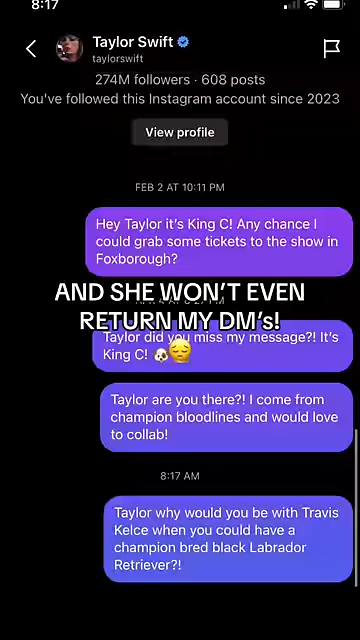 8:17
Taylor Swift
taylorswift
274M followers · 608 posts
You've followed this Instagram account since 2023
View profile
FEB 2 AT 10:11 PM
Hey Taylor it's King C! Any chance I
could grab some tickets to the show in
Foxborough?
AND SHE WON'T EVEN
RETURN MY DM's!
Taylor did you miss my message?! It's
King C! 🐶😔
Taylor are you there?! I come from
champion bloodlines and would love
to collab!
8:17 AM
Taylor why would you be with Travis
Kelce when you could have a
champion bred black Labrador
Retriever?!